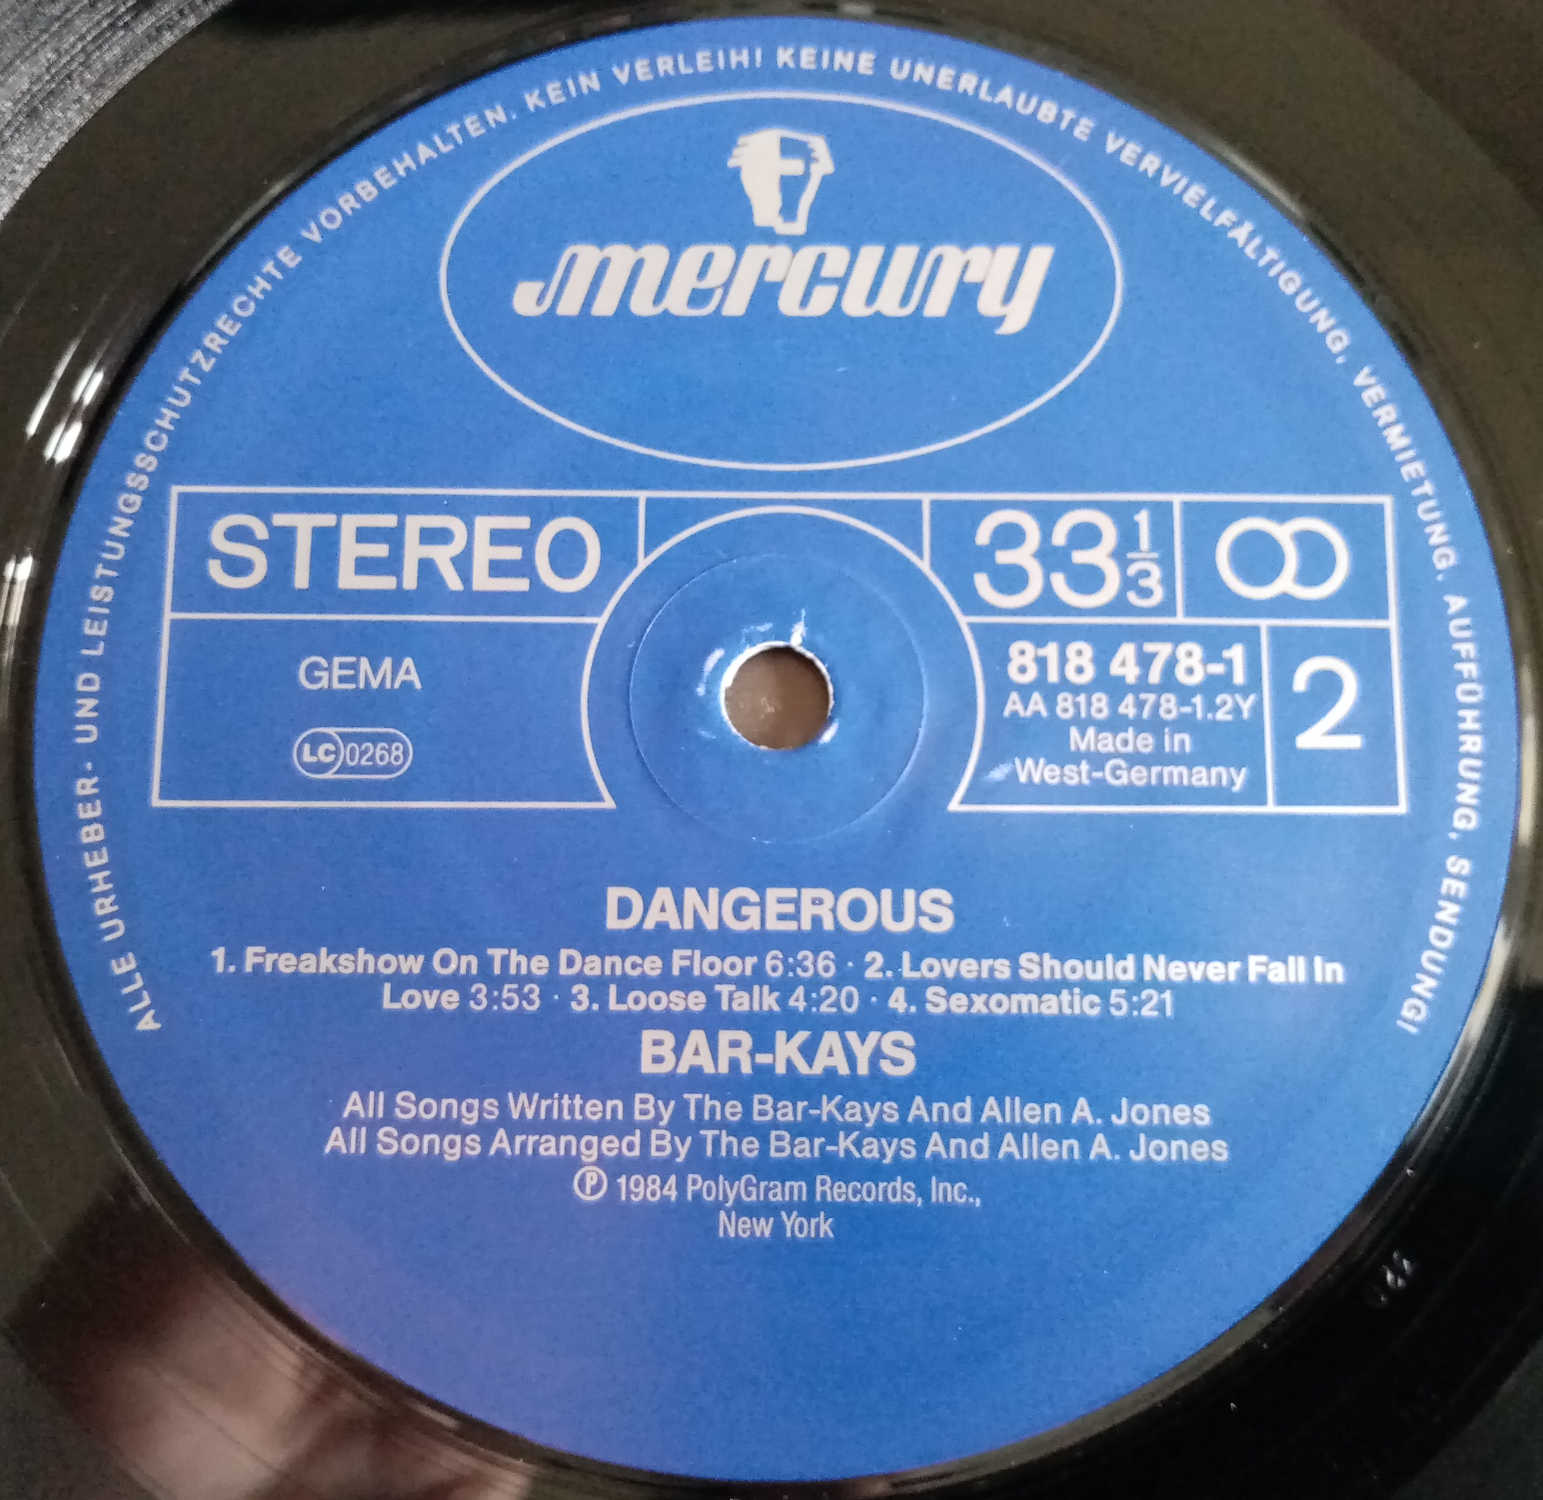 ALLE URHEBER- UND LEISTUNGSSCHUTZRECHTE VORBEHALTEN. KEIN VERLEIH! KEINE UNERLAUBTE VERVIELFÄLTIGUNG, VERMIETUNG. AUFFÜHRUNG, SENDUNG!
mercury
STEREO
33 1/3
GEMA
LC 0268
818 478-1
AA 818 478-1.2Y
Made in
West-Germany
2
DANGEROUS
1. Freakshow On The Dance Floor 6:36 · 2. Lovers Should Never Fall In
Love 3:53 · 3. Loose Talk 4:20 · 4. Sexomatic 5:21
BAR-KAYS
All Songs Written By The Bar-Kays And Allen A. Jones
All Songs Arranged By The Bar-Kays And Allen A. Jones
℗ 1984 PolyGram Records, Inc.,
New York